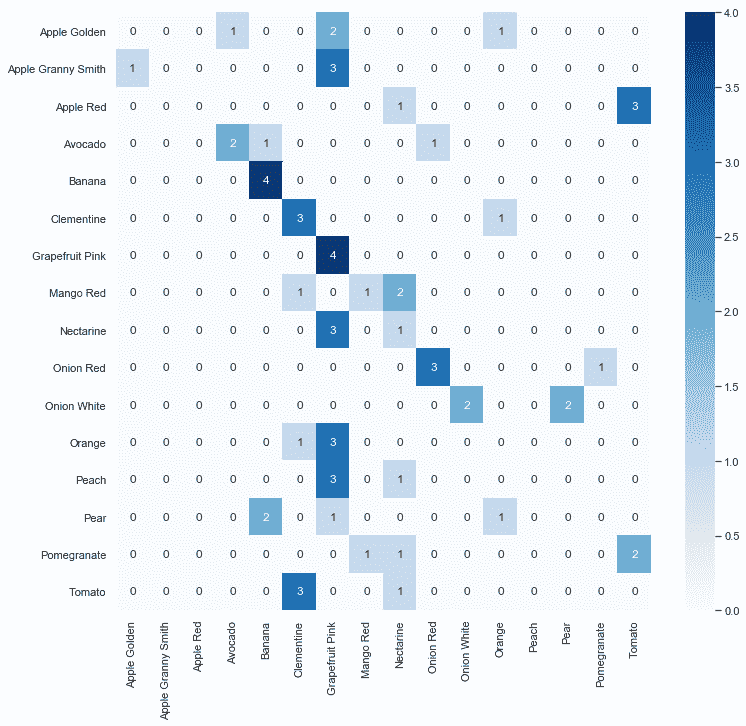 Apple Golden 0 0 0 1 0 0 2 0 0 0 0 1 0 0 0 0
Apple Granny Smith 1 0 0 0 0 0 3 0 0 0 0 0 0 0 0 0
Apple Red 0 0 0 0 0 0 0 0 1 0 0 0 0 0 0 3
Avocado 0 0 0 2 1 0 0 0 0 1 0 0 0 0 0 0
Banana 0 0 0 0 4 0 0 0 0 0 0 0 0 0 0 0
Clementine 0 0 0 0 0 3 0 0 0 0 0 1 0 0 0 0
Grapefruit Pink 0 0 0 0 0 0 4 0 0 0 0 0 0 0 0 0
Mango Red 0 0 0 0 0 1 0 1 2 0 0 0 0 0 0 0
Nectarine 0 0 0 0 0 0 3 0 1 0 0 0 0 0 0 0
Onion Red 0 0 0 0 0 0 0 0 0 3 0 0 0 0 1 0
Onion White 0 0 0 0 0 0 0 0 0 0 2 0 0 2 0 0
Orange 0 0 0 0 0 1 3 0 0 0 0 0 0 0 0 0
Peach 0 0 0 0 0 0 3 0 1 0 0 0 0 0 0 0
Pear 0 0 0 0 2 0 1 0 0 0 0 1 0 0 0 0
Pomegranate 0 0 0 0 0 0 0 1 1 0 0 0 0 0 0 2
Tomato 0 0 0 0 0 3 0 0 1 0 0 0 0 0 0 0
Apple Golden
Apple Granny Smith
Apple Red
Avocado
Banana
Clementine
Grapefruit Pink
Mango Red
Nectarine
Onion Red
Onion White
Orange
Peach
Pear
Pomegranate
Tomato
4.0
3.5
3.0
2.5
2.0
1.5
1.0
0.5
0.0